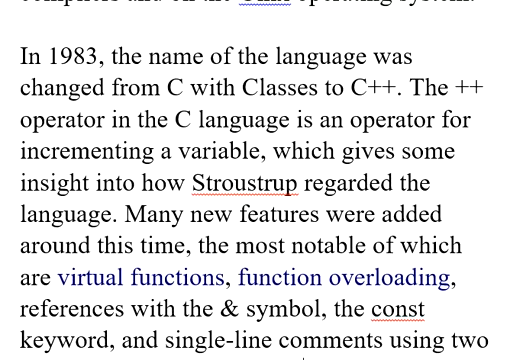 In 1983, the name of the language was
changed from C with Classes to C++. The ++
operator in the C language is an operator for
incrementing a variable, which gives some
insight into how Stroustrup regarded the
language. Many new features were added
around this time, the most notable of which
are virtual functions, function overloading,
references with the & symbol, the const
keyword, and single-line comments using two